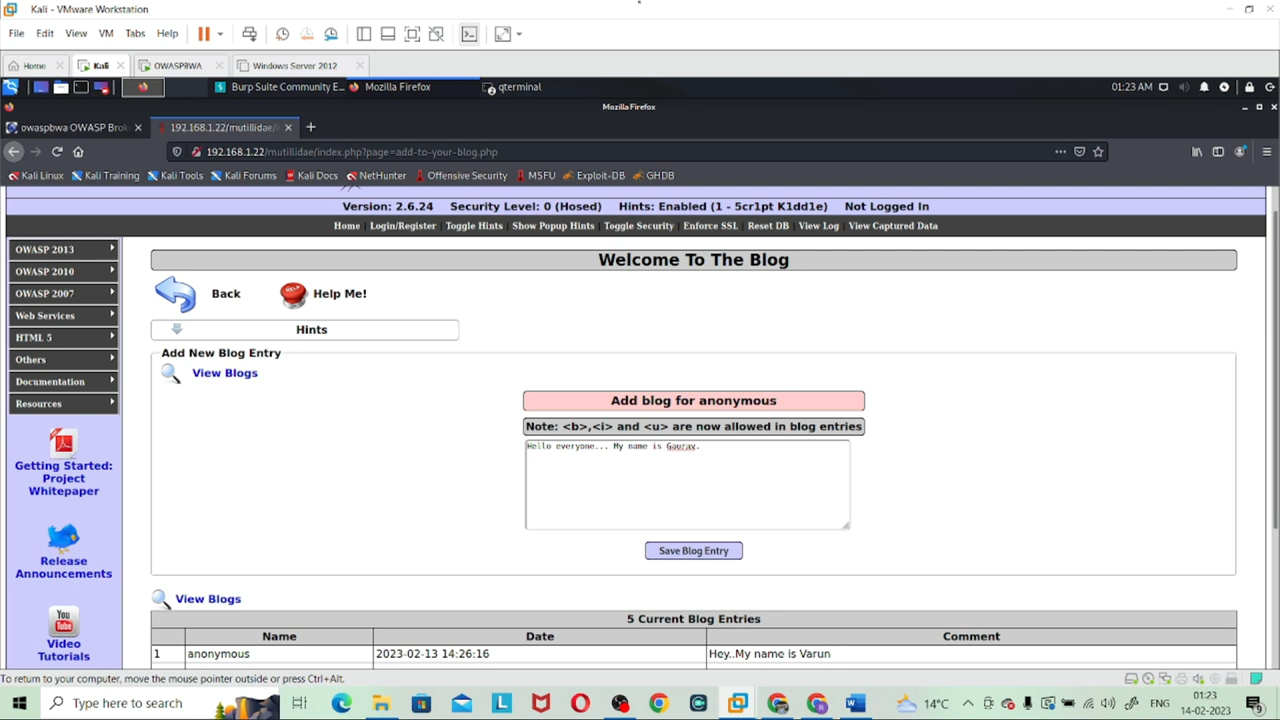 Kali - VMware Workstation
File Edit View VM Tabs Help
Home Kali OWASPBWA Windows Server 2012
Burp Suite Community E... Mozilla Firefox qterminal 01:23 AM
Mozilla Firefox
owaspbwa OWASP Brok 192.168.1.22/mutillidae/
192.168.1.22/mutillidae/index.php?page=add-to-your-blog.php
Kali Linux Kali Training Kali Tools Kali Forums Kali Docs NetHunter Offensive Security MSFU Exploit-DB GHDB
Version: 2.6.24 Security Level: 0 (Hosed) Hints: Enabled (1 - 5cr1pt K1dd1e) Not Logged In
Home Login/Register Toggle Hints Show Popup Hints Toggle Security Enforce SSL Reset DB View Log View Captured Data
OWASP 2013
OWASP 2010
OWASP 2007
Web Services
HTML 5
Others
Documentation
Resources
Getting Started:
Project
Whitepaper
Release
Announcements
You
Tube
Video
Tutorials
Welcome To The Blog
Back HELP Help Me!
Hints
Add New Blog Entry
View Blogs
Add blog for anonymous
Note: <b>,<i> and <u> are now allowed in blog entries
Hello everyone... My name is Gaurav.
Save Blog Entry
View Blogs
5 Current Blog Entries
Name Date Comment
1 anonymous 2023-02-13 14:26:16 Hey..My name is Varun
To return to your computer, move the mouse pointer outside or press Ctrl+Alt.
Type here to search 14°C ENG 01:23
14-02-2023 9